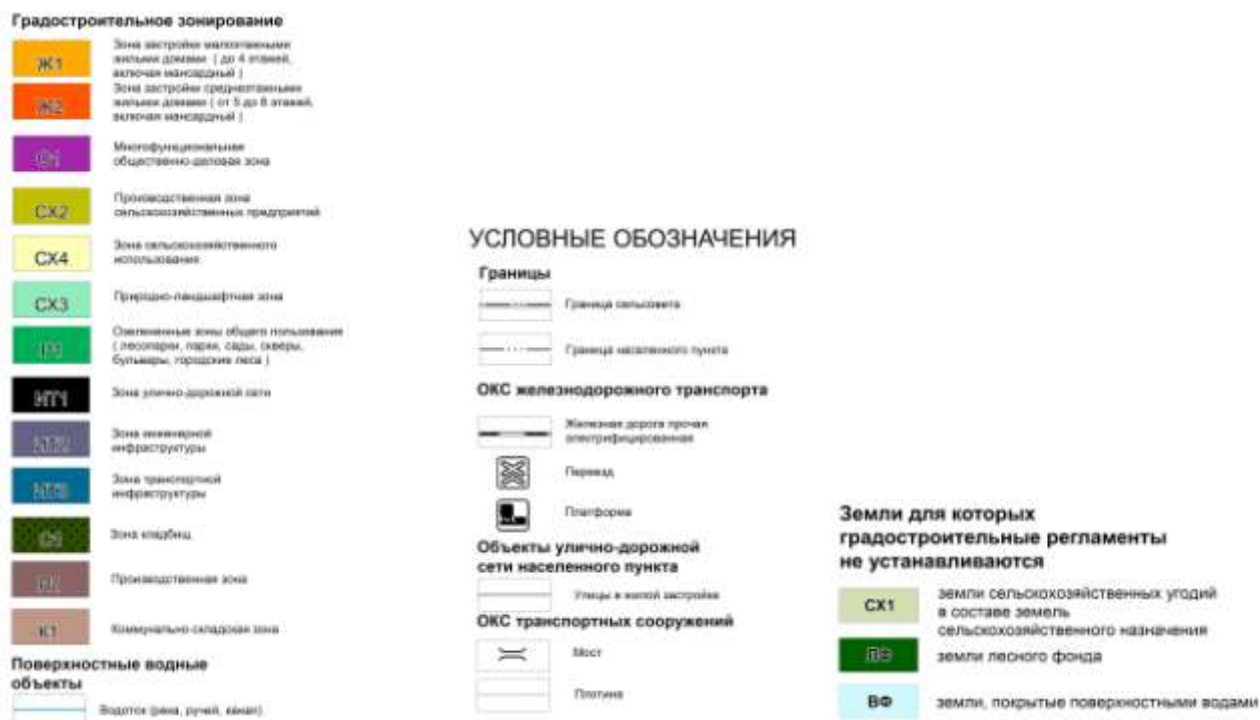 Градостроительное зонирование
Ж1
Зона застройки малоэтажными
жилыми домами ( до 4 этажей,
включая мансардный )
Ж2
Зона застройки среднеэтажными
жилыми домами ( от 5 до 8 этажей,
включая мансардный )
О1
Многофункциональная
общественно-деловая зона
СХ2
Производственная зона
сельскохозяйственных предприятий
СХ4
Зона сельскохозяйственного
использования
СХ3
Природно-ландшафтная зона
Озелененные зоны общего пользования
( лесопарки, парки, сады, скверы,
бульвары, городские леса )
ИТ1
Зона улично-дорожной сети
ИТ2
Зона инженерной
инфраструктуры
ИТ3
Зона транспортной
инфраструктуры
Зона кладбищ
Производственная зона
К1
Коммунально-складская зона
Поверхностные водные
объекты
Водоток (река, ручей, канал)
УСЛОВНЫЕ ОБОЗНАЧЕНИЯ
Границы
Граница сельсовета
Граница населенного пункта
ОКС железнодорожного транспорта
Железная дорога прочая
электрифицированная
Переезд
Платформа
Объекты улично-дорожной
сети населенного пункта
Улицы в жилой застройке
ОКС транспортных сооружений
Мост
Плотина
Земли для которых
градостроительные регламенты
не устанавливаются
СХ1
земли сельскохозяйственных угодий
в составе земель
сельскохозяйственного назначения
ЛФ
земли лесного фонда
ВФ
земли, покрытые поверхностными водами